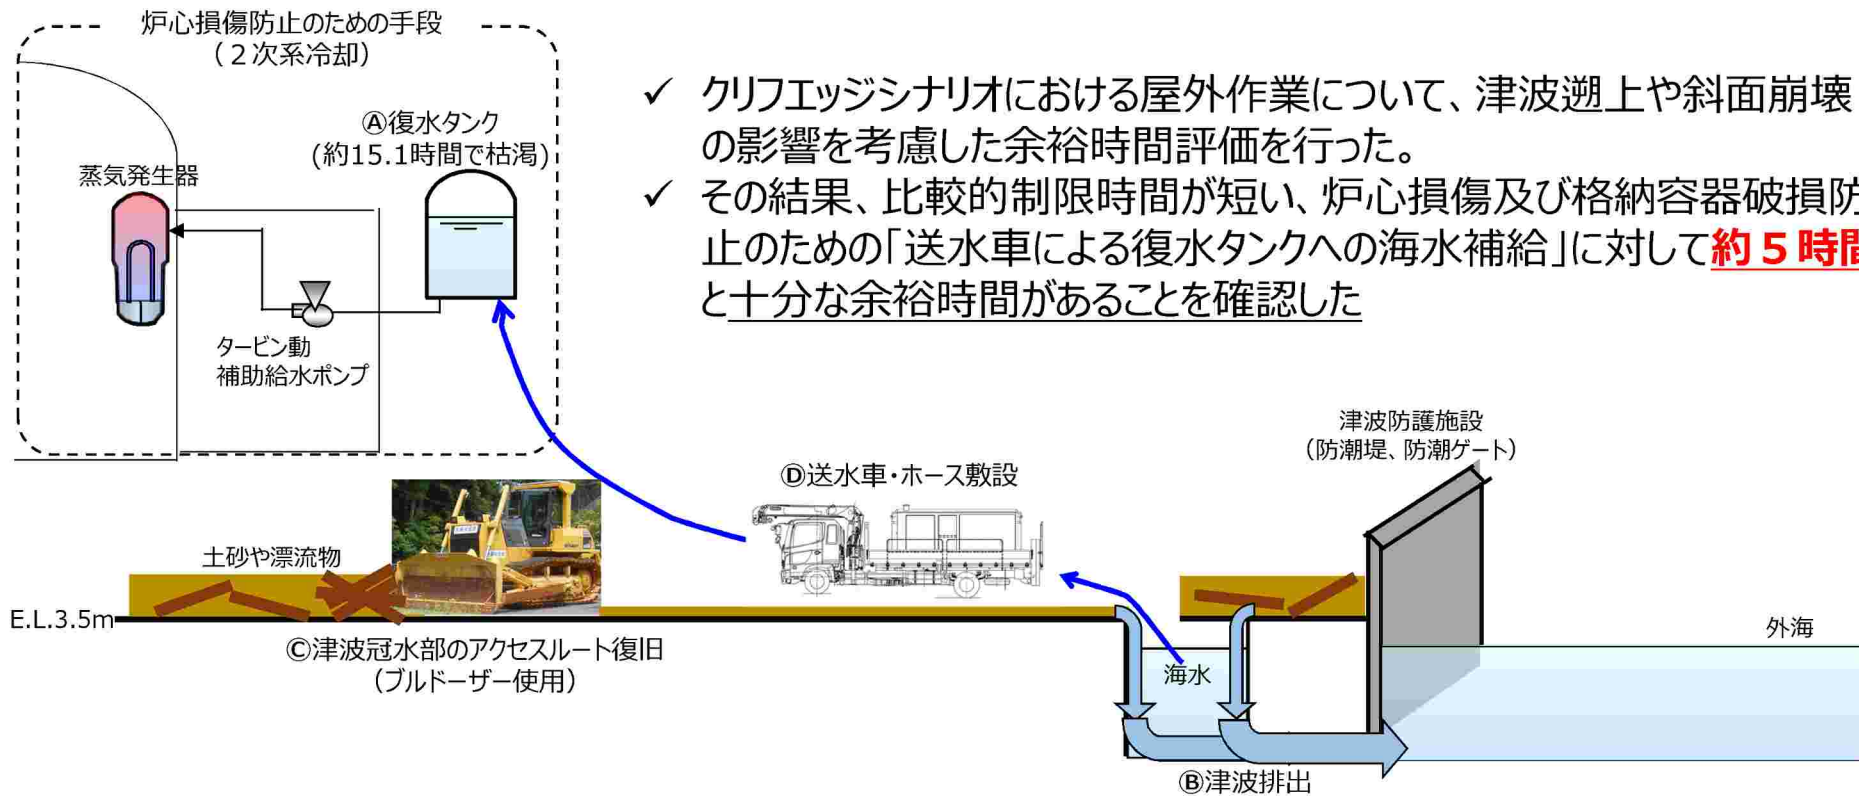 炉心損傷防止のための手段
（２次系冷却）
Ⓐ復水タンク
(約15.1時間で枯渇)
蒸気発生器
タービン動
補助給水ポンプ
✓ クリフエッジシナリオにおける屋外作業について、津波遡上や斜面崩壊
の影響を考慮した余裕時間評価を行った。
✓ その結果、比較的制限時間が短い、炉心損傷及び格納容器破損防
止のための「送水車による復水タンクへの海水補給」に対して約５時間
と十分な余裕時間があることを確認した
津波防護施設
（防潮堤、防潮ゲート）
Ⓓ送水車・ホース敷設
土砂や漂流物
E.L.3.5m
Ⓒ津波冠水部のアクセスルート復旧
（ブルドーザー使用）
海水
外海
Ⓑ津波排出